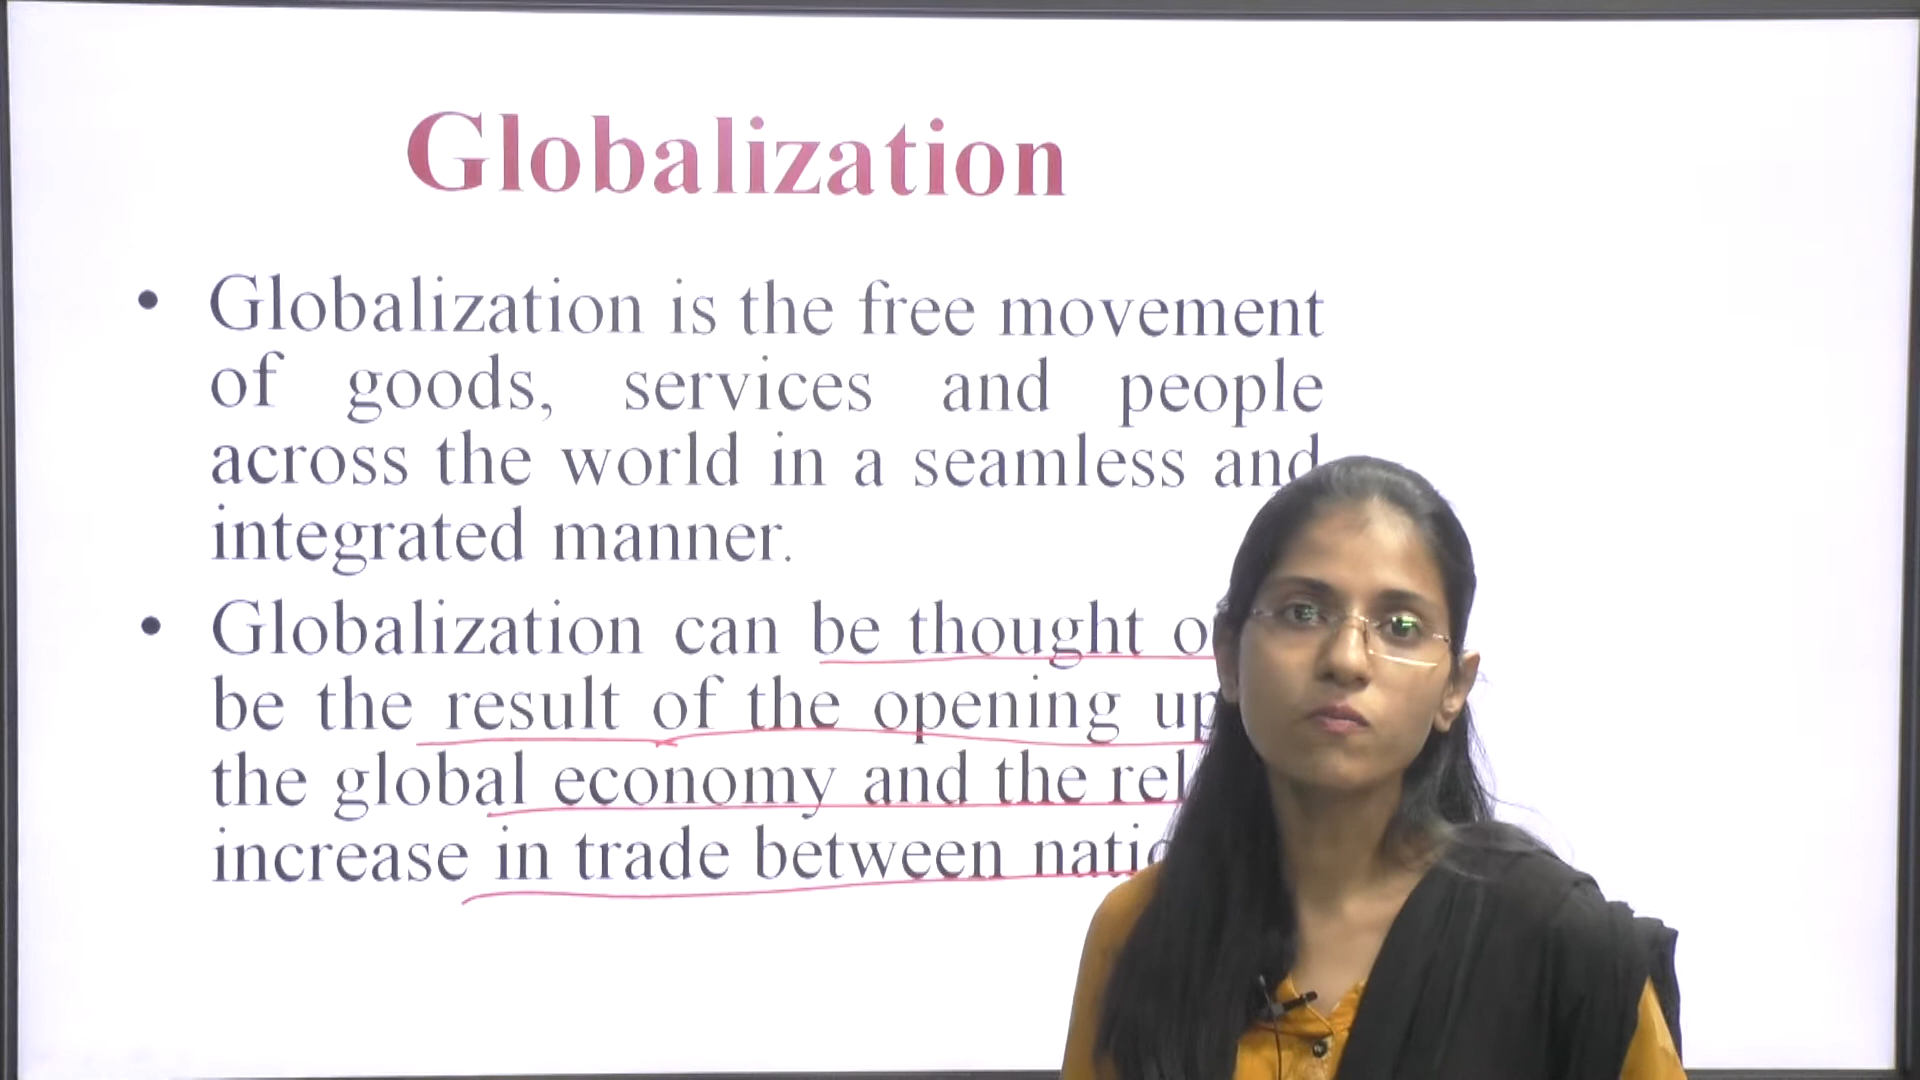 Globalization
• Globalization is the free movement
of goods, services and people
across the world in a seamless and
integrated manner.
• Globalization can be thought
be the result of the opening up
the global economy and the
increase in trade between